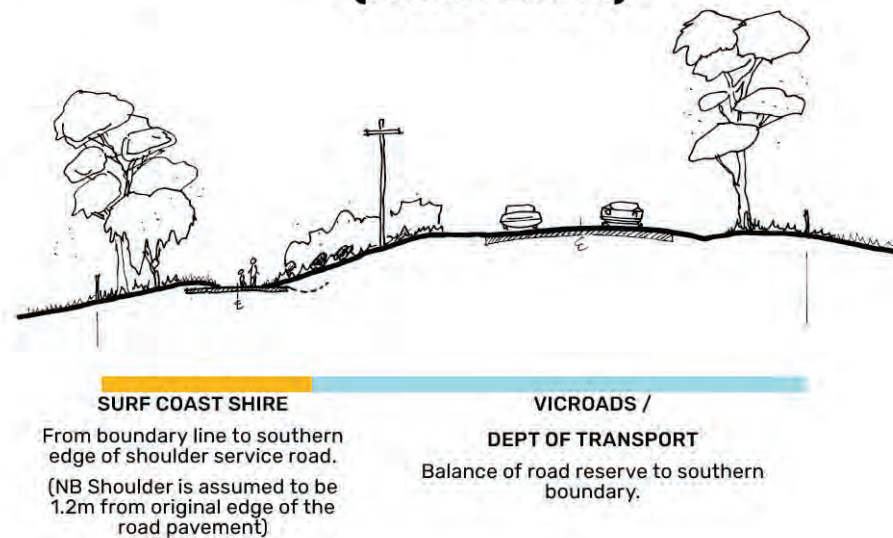 SURF COAST SHIRE
From boundary line to southern
edge of shoulder service road.
(NB Shoulder is assumed to be
1.2m from original edge of the
road pavement)
VICROADS /
DEPT OF TRANSPORT
Balance of road reserve to southern
boundary.